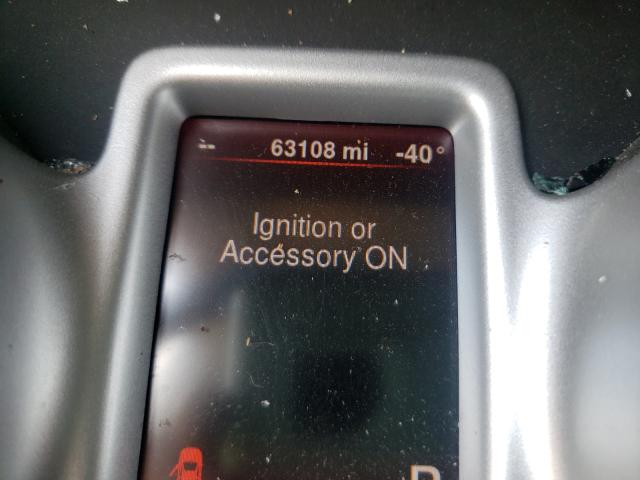 -- 63108 mi -40°
Ignition or
Accessory ON